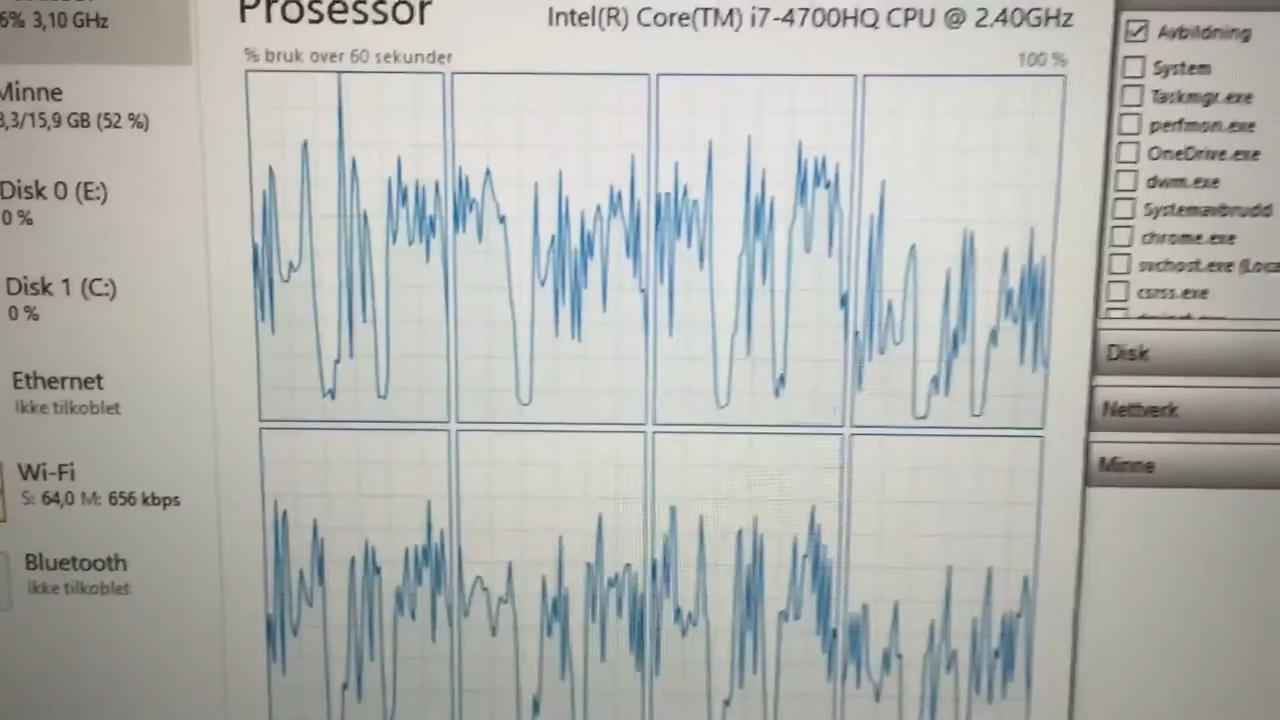 6% 3,10 GHz
Minne
8,3/15,9 GB (52 %)
Disk 0 (E:)
0 %
Disk 1 (C:)
0 %
Ethernet
Ikke tilkoblet
Wi-Fi
S: 64,0 M: 656 kbps
Bluetooth
Ikke tilkoblet
Prosessor
Intel(R) Core(TM) i7-4700HQ CPU @ 2.40GHz
% bruk over 60 sekunder
100 %
Avbildning
System
Taskmgr.exe
perfmon.exe
OneDrive.exe
dwm.exe
Systemavbrudd
chrome.exe
svchost.exe (Loca
csrss.exe
Disk
Nettverk
Minne